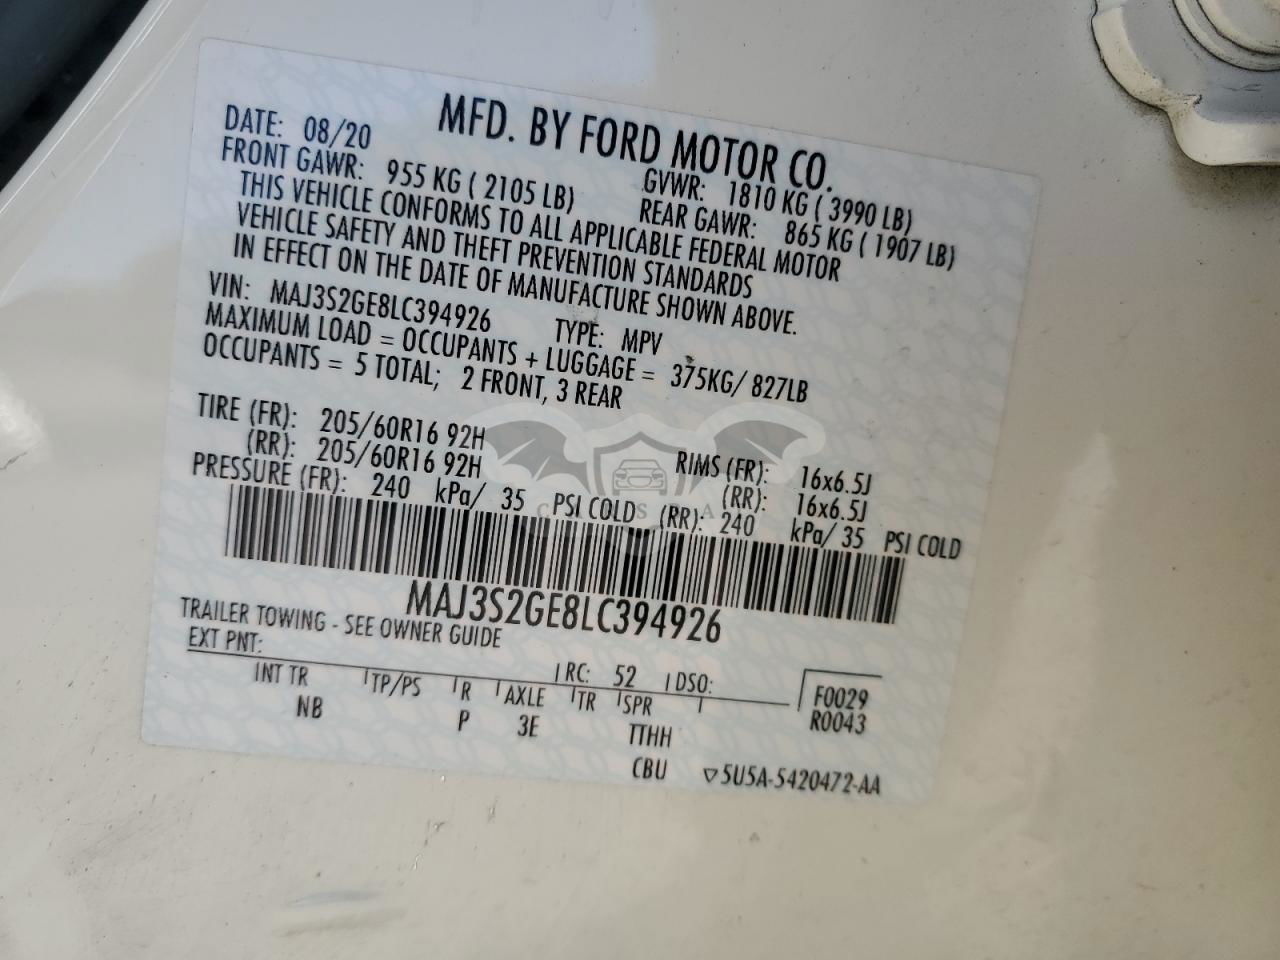 MFD. BY FORD MOTOR CO.
DATE: 08/20 GVWR: 1810 KG ( 3990 LB)
FRONT GAWR: 955 KG ( 2105 LB) REAR GAWR: 865 KG ( 1907 LB)
THIS VEHICLE CONFORMS TO ALL APPLICABLE FEDERAL MOTOR
VEHICLE SAFETY AND THEFT PREVENTION STANDARDS
IN EFFECT ON THE DATE OF MANUFACTURE SHOWN ABOVE.
VIN: MAJ3S2GE8LC394926 TYPE: MPV
MAXIMUM LOAD = OCCUPANTS + LUGGAGE = 375KG/ 827LB
OCCUPANTS = 5 TOTAL; 2 FRONT, 3 REAR
TIRE (FR): 205/60R16 92H RIMS (FR): 16x6.5J
(RR): 205/60R16 92H (RR): 16x6.5J
PRESSURE (FR): 240 kPa/ 35 PSI COLD (RR): 240 kPa/ 35 PSI COLD
MAJ3S2GE8LC394926
TRAILER TOWING - SEE OWNER GUIDE
EXT PNT: RC: 52 DSO:
INT TR TP/PS R AXLE TR SPR F0029
NB P 3E TTHH R0043
CBU ▽5U5A-5420472-AA